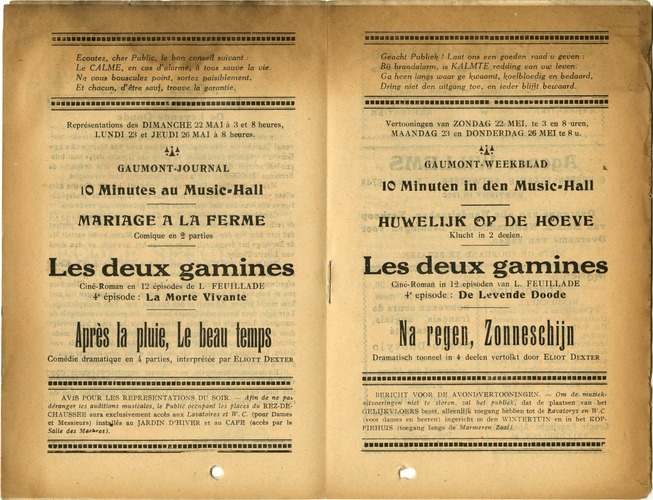 Ecoutez, cher Public, le bon conseil suivant :
Le CALME, en cas d'alarme, à tous sauve la vie.
Ne vous bousculez point, sortez paisiblement.
Et chacun, d'être sauf, trouve la garantie.
Représentations des DIMANCHE 22 MAI à 3 et 8 heures,
LUNDI 23 et JEUDI 26 MAI à 8 heures.
GAUMONT-JOURNAL
10 Minutes au Music-Hall
MARIAGE A LA FERME
Comique en 2 parties
Les deux gamines
Ciné-Roman en 12 épisodes de L. FEUILLADE
4e épisode : La Morte Vivante
Après la pluie, Le beau temps
Comédie dramatique en 4 parties, interprétée par ELIOTT DEXTER
AVIS POUR LES REPRESENTATIONS DU SOIR. — Afin de ne pas
déranger les auditions musicales, le Public occupant les places du REZ-DE-
CHAUSSEE aura exclusivement accès aux Lavatores et W. C. (pour Dames
et Messieurs) installés au JARDIN D'HIVER et au CAFE (accès par la
Salle des Marbres).
Geacht Publiek ! Laat ons een goeden raad u geven :
Bij brandalarm, is KALMTE redding van uw leven.
Ga heen langs waar ge kwaamt, koelbloedig en bedaard,
Dring niet den uitgang toe, en ieder blijft bewaard.
Vertooningen van ZONDAG 22 MEI, te 3 en 8 uren,
MAANDAG 23 en DONDERDAG 26 MEI te 8 u.
GAUMONT-WEEKBLAD
10 Minuten in den Music-Hall
HUWELIJK OP DE HOEVE
Klucht in 2 deelen.
Les deux gamines
Ciné-Roman in 12 episoden van L. FEUILLADE
4e episode : De Levende Doode
Na regen, Zonneschijn
Dramatisch tooneel in 4 deelen vertolkt door ELIOT DEXTER
BERICHT VOOR DE AVONDVERTOONINGEN. — Om de muziek-
uitvoeringen niet te storen, zal het publiek, dat de plaatsen van het
GELIJKVLOERS bezet, alleenlijk toegang hebben tot de lavatorys en W.C
(voor dames en heeren) ingericht in den WINTERTUIN en in het KOF-
FIEHUIS (toegang langs de Marmeren Zaal).